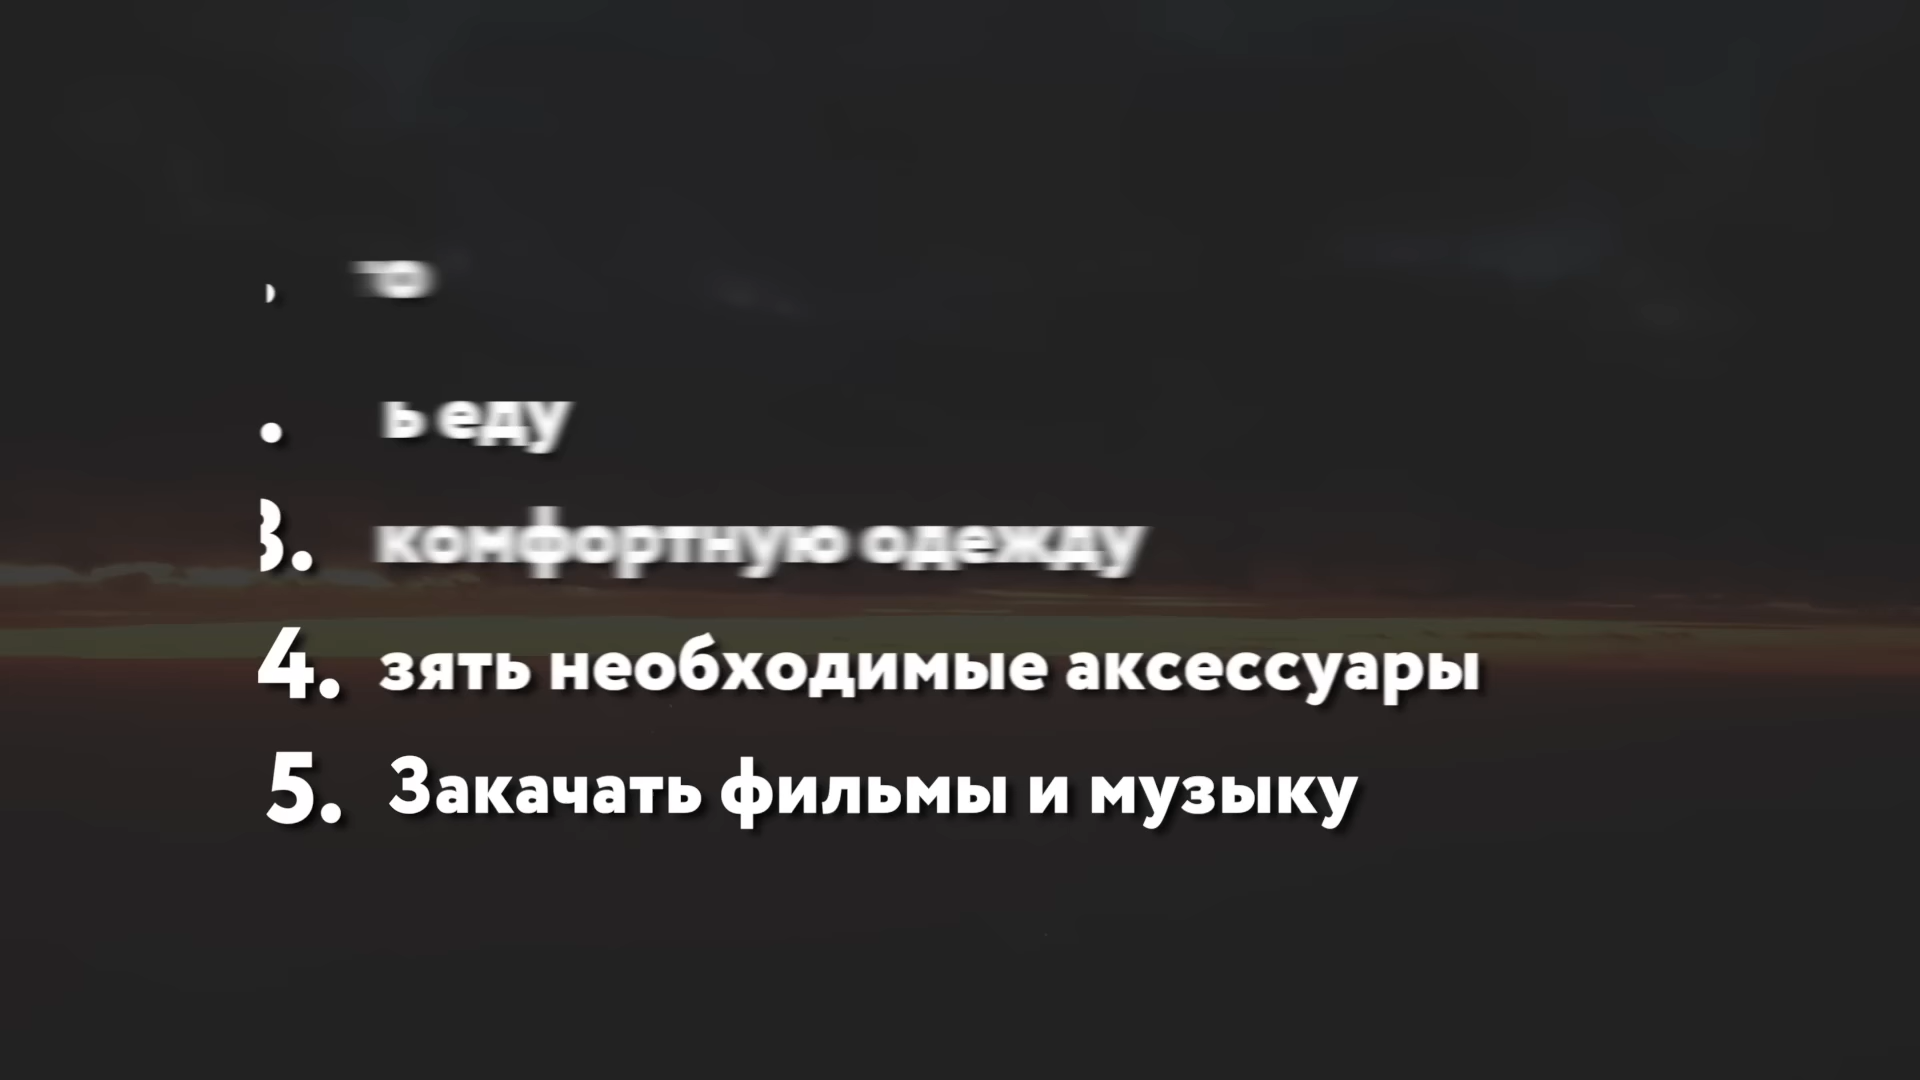 еду
3. комфортную одежду
4. зять необходимые аксессуары
5. Закачать фильмы и музыку